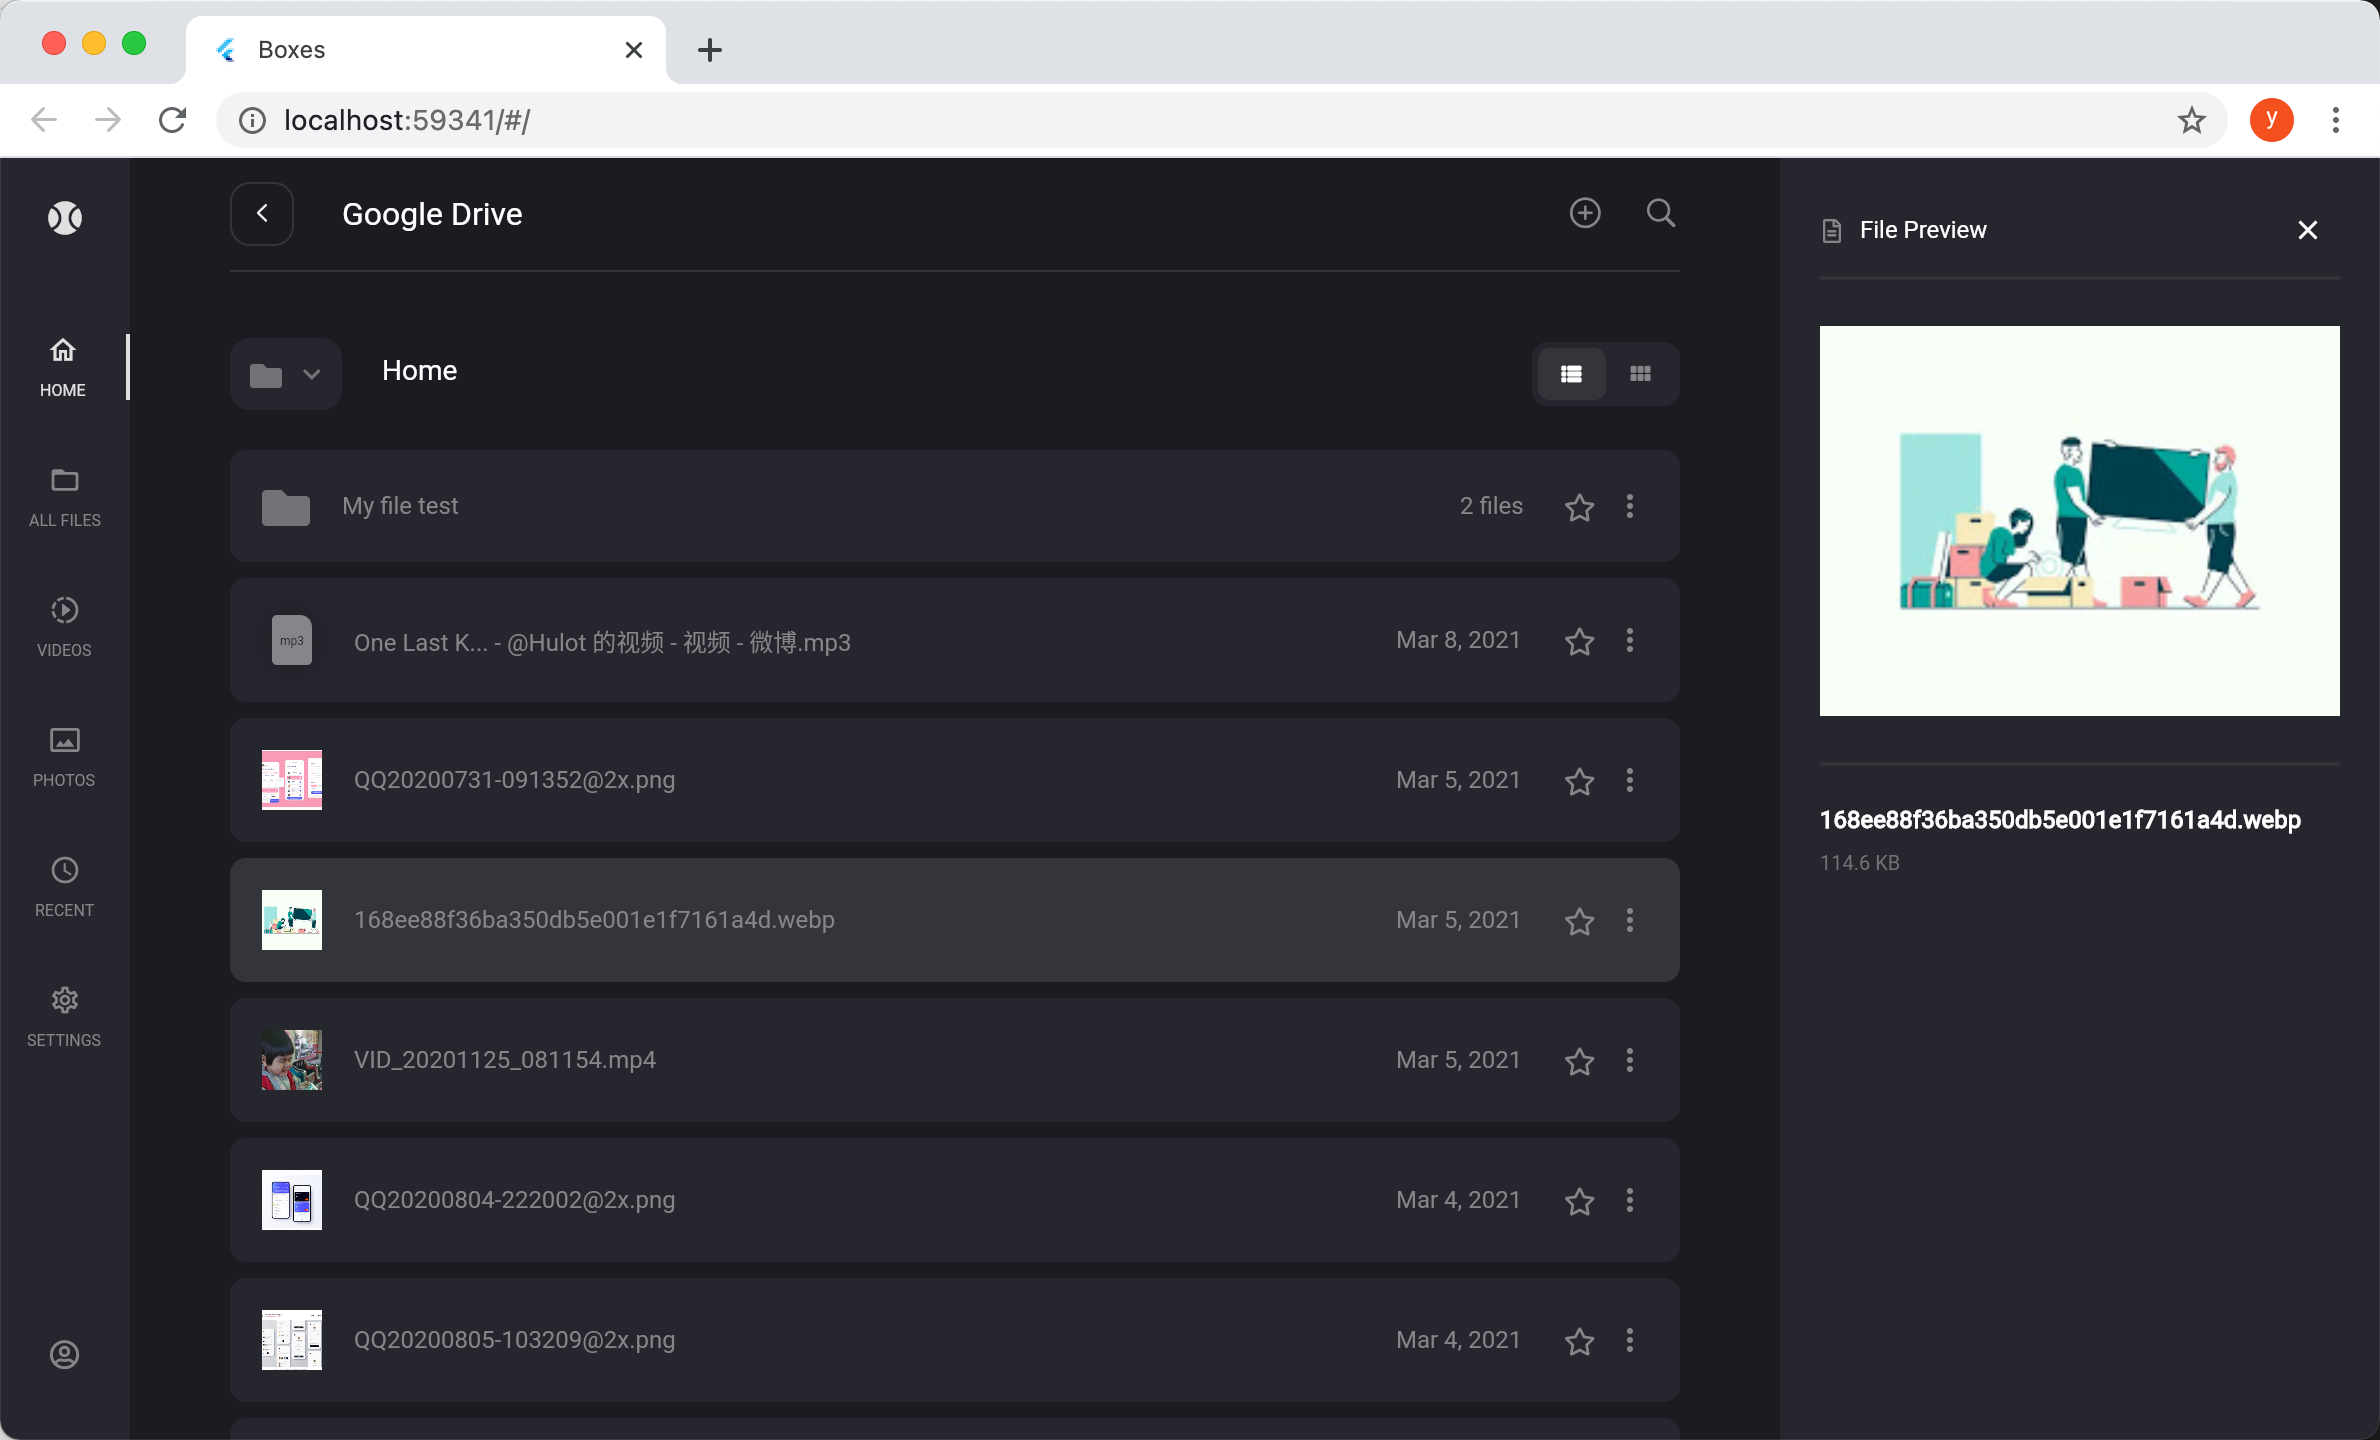 Boxes
localhost:59341/#/
y
Google Drive
File Preview
HOME
Home
ALL FILES
My file test 2 files
VIDEOS
mp3 One Last K... - @Hulot 的视频 - 视频 - 微博.mp3 Mar 8, 2021
PHOTOS
QQ20200731-091352@2x.png Mar 5, 2021
168ee88f36ba350db5e001e1f7161a4d.webp
114.6 KB
RECENT
168ee88f36ba350db5e001e1f7161a4d.webp Mar 5, 2021
SETTINGS
VID_20201125_081154.mp4 Mar 5, 2021
QQ20200804-222002@2x.png Mar 4, 2021
QQ20200805-103209@2x.png Mar 4, 2021